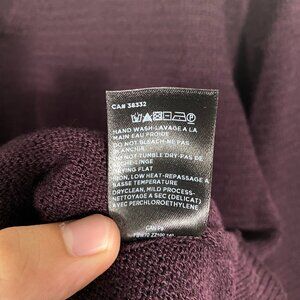 CA# 38332
HAND WASH-LAVAGE A LA
MAIN EAU FROIDE
DO NOT BLEACH-NE PAS
BLANCHIR
DO NOT TUMBLE DRY-PAS DE
SECHE-LINGE
DRYING FLAT
IRON, LOW HEAT-REPASSAGE A
BASSE TEMPERATURE
DRYCLEAN, MILD PROCESS-
NETTOYAGE A SEC (DELICAT)
AVEC PERCHLOROETHYLENE